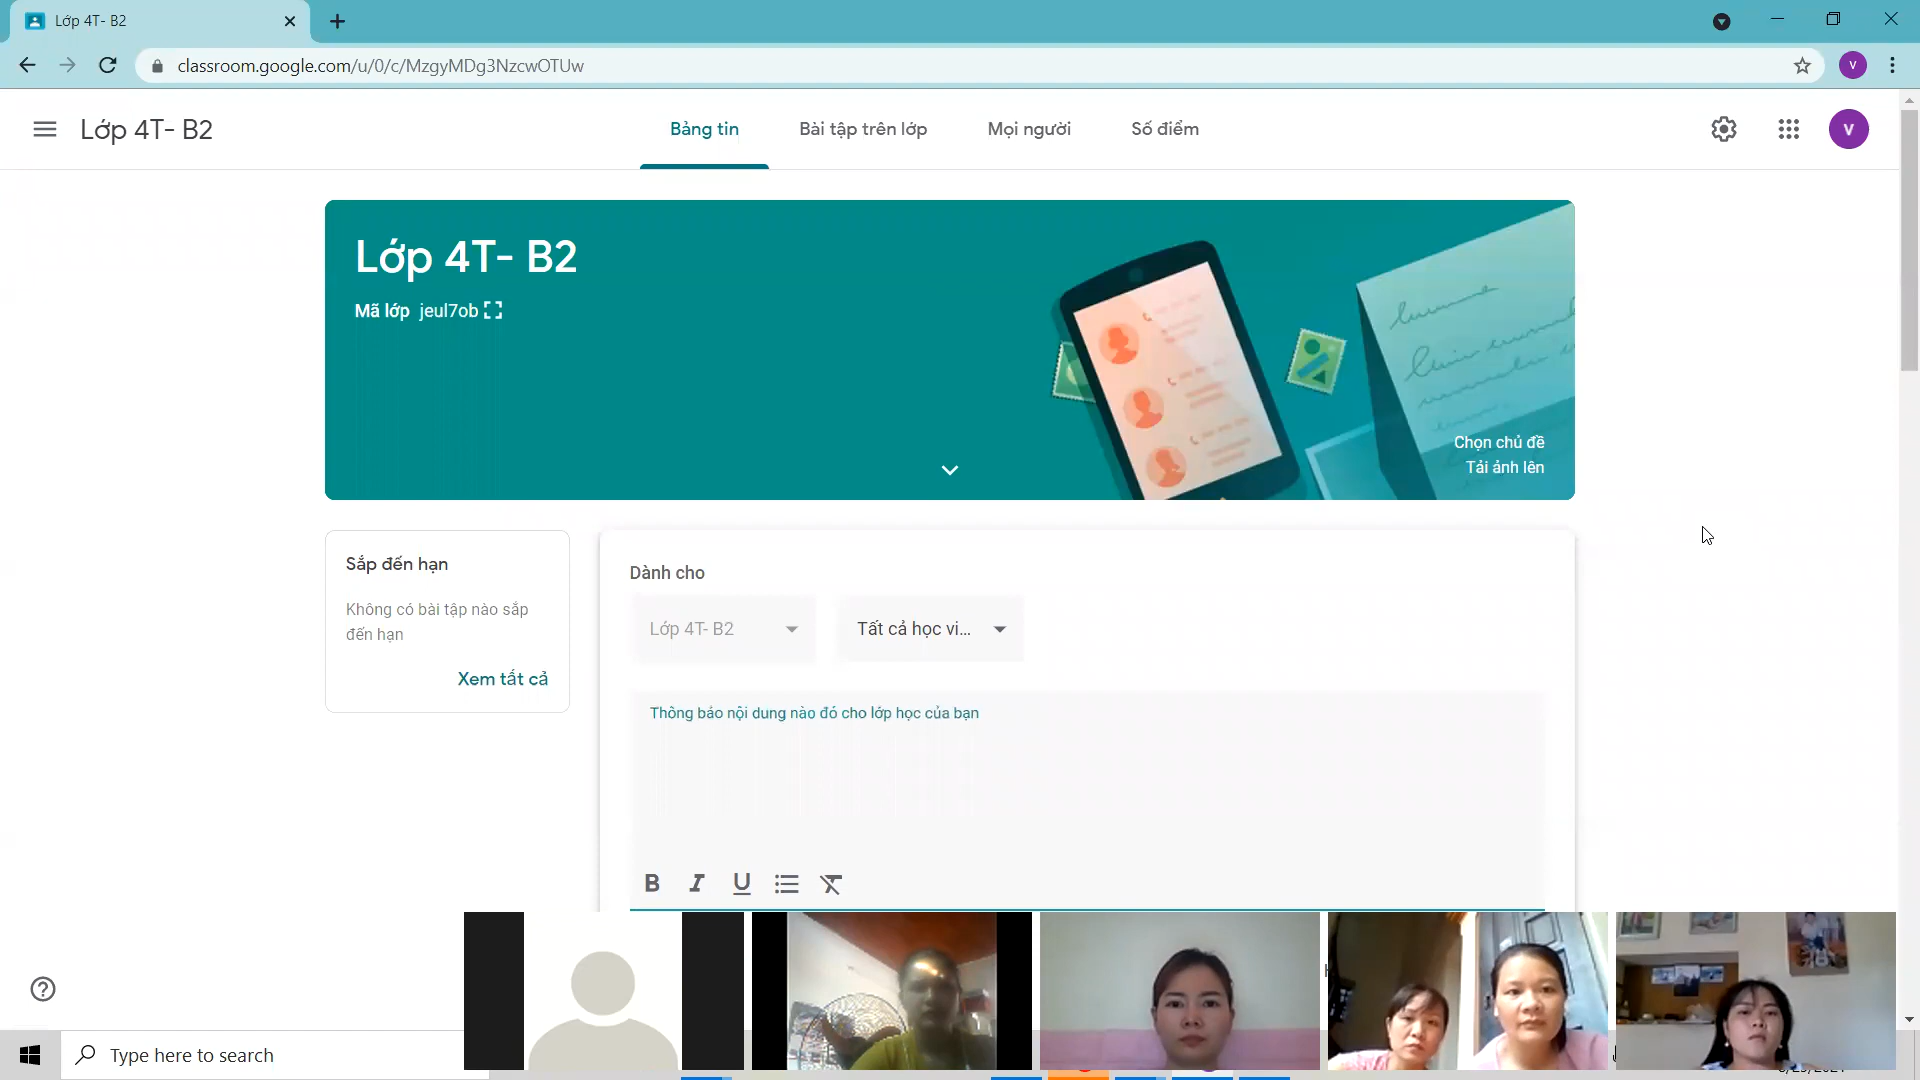 Lớp 4T- B2
classroom.google.com/u/0/c/MzgyMDg3NzcwOTUw
V
Lớp 4T- B2
Bảng tin
Bài tập trên lớp
Mọi người
Số điểm
V
Lớp 4T- B2
Mã lớp jeul7ob
Chọn chủ đề
Tải ảnh lên
Sắp đến hạn
Không có bài tập nào sắp
đến hạn
Xem tất cả
Dành cho
Lớp 4T- B2
Tất cả học vi...
Thông báo nội dung nào đó cho lớp học của bạn
B I U
Type here to search